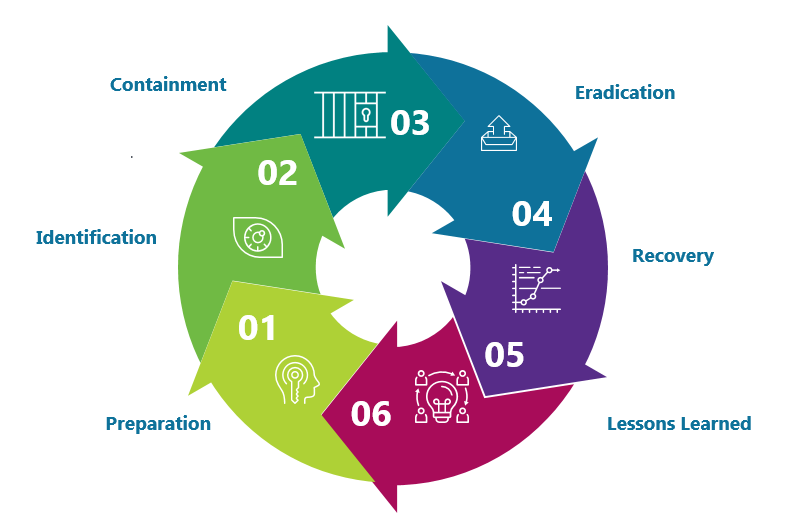 Containment
Eradication
03
02
04
Identification
Recovery
01
05
06
Preparation
Lessons Learned